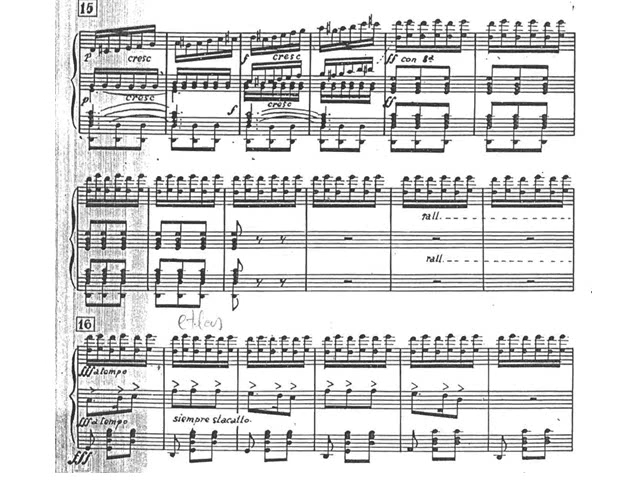 15
p cresc f cresc ff con 8a
p cresc f cresc ff
rall.
rall.
16
fff a tempo
fff a tempo siempre stacatto.
fff